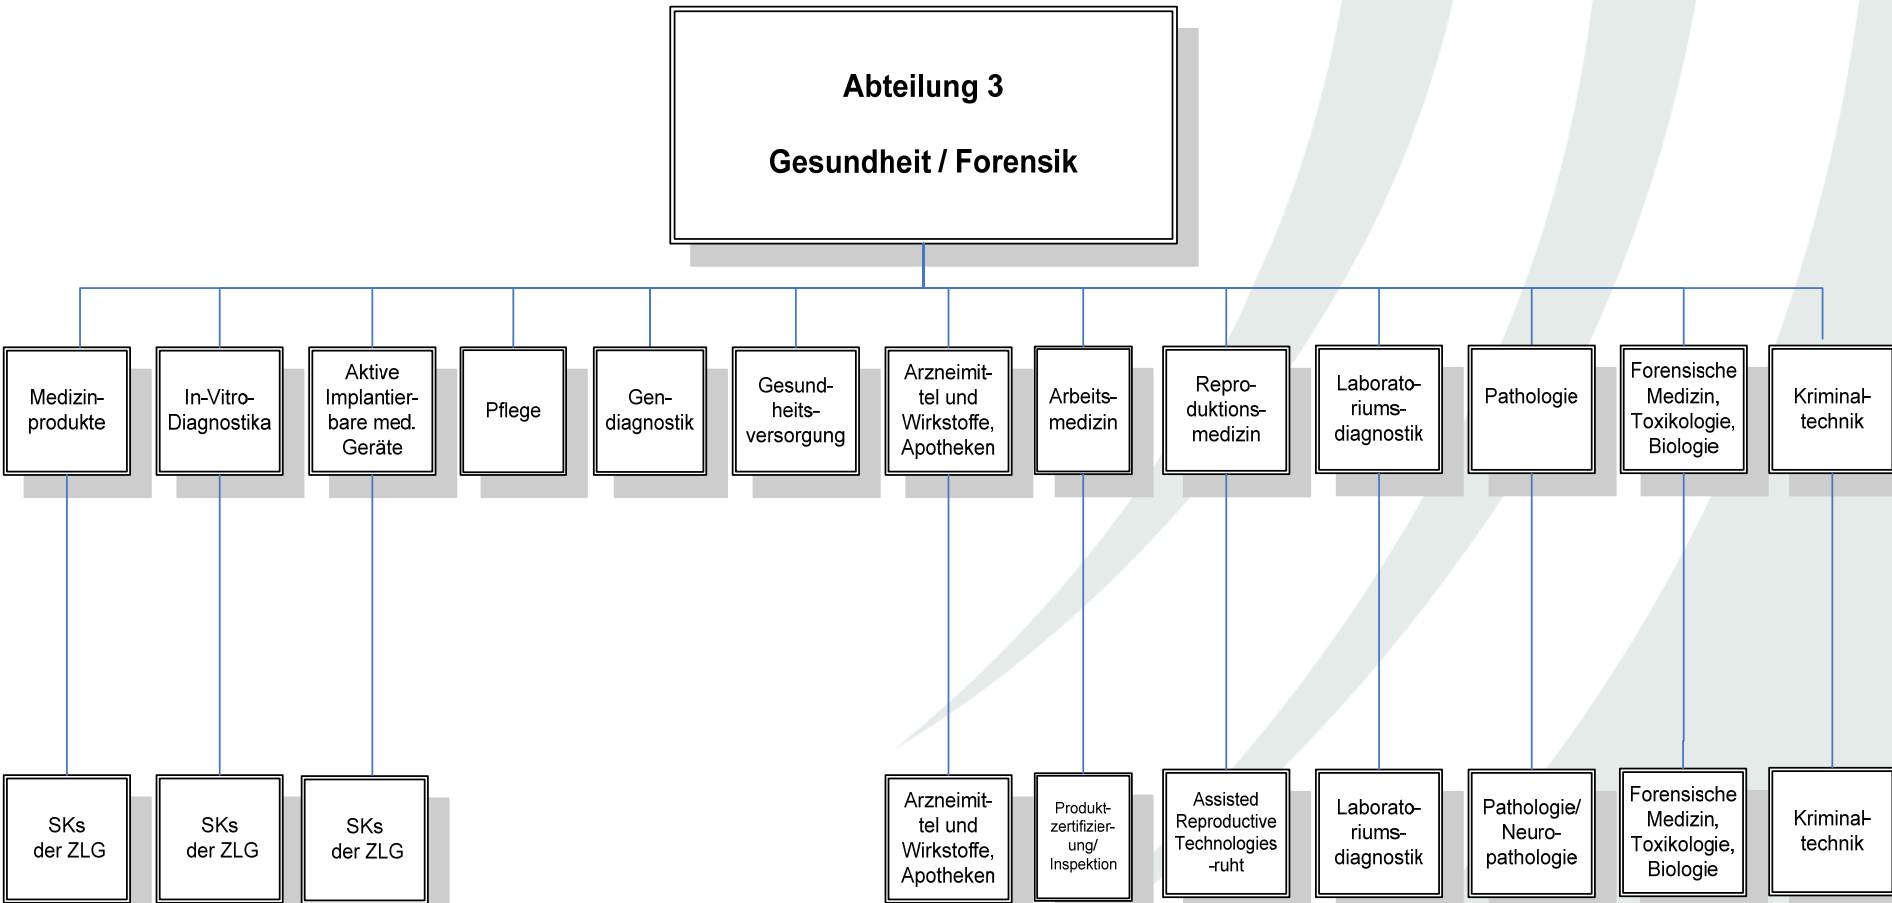 Abteilung 3
Gesundheit / Forensik
Medizin-
produkte
In-Vitro-
Diagnostika
Aktive
Implantier-
bare med.
Geräte
Pflege
Gen-
diagnostik
Gesund-
heits-
versorgung
Arzneimit-
tel und
Wirkstoffe,
Apotheken
Arbeits-
medizin
Repro-
duktions-
medizin
Laborato-
riums-
diagnostik
Pathologie
Forensische
Medizin,
Toxikologie,
Biologie
Kriminal-
technik
SKs
der ZLG
SKs
der ZLG
SKs
der ZLG
Arzneimit-
tel und
Wirkstoffe,
Apotheken
Produkt-
zertifizier-
ung/
Inspektion
Assisted
Reproductive
Technologies
-ruht
Laborato-
riums-
diagnostik
Pathologie/
Neuro-
pathologie
Forensische
Medizin,
Toxikologie,
Biologie
Kriminal-
technik